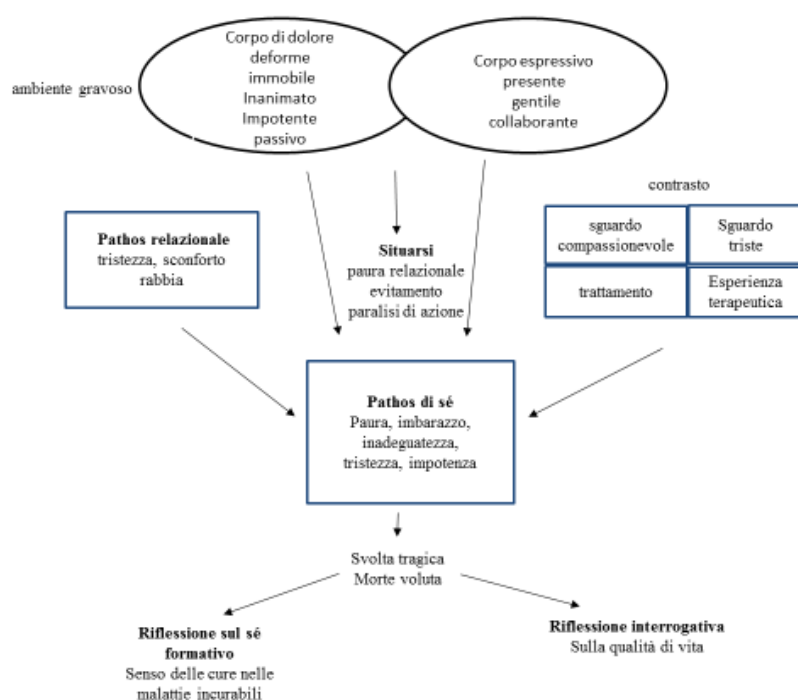 Corpo di dolore
deforme
immobile
Inanimato
Impotente
passivo
Corpo espressivo
presente
gentile
collaborante
ambiente gravoso
contrasto
sguardo
compassionevole
Sguardo
triste
trattamento
Esperienza
terapeutica
Pathos relazionale
tristezza, sconforto
rabbia
Situarsi
paura relazionale
evitamento
paralisi di azione
Pathos di sé
Paura, imbarazzo,
inadeguatezza,
tristezza, impotenza
Svolta tragica
Morte voluta
Riflessione sul sé
formativo
Senso delle cure nelle
malattie incurabili
Riflessione interrogativa
Sulla qualità di vita